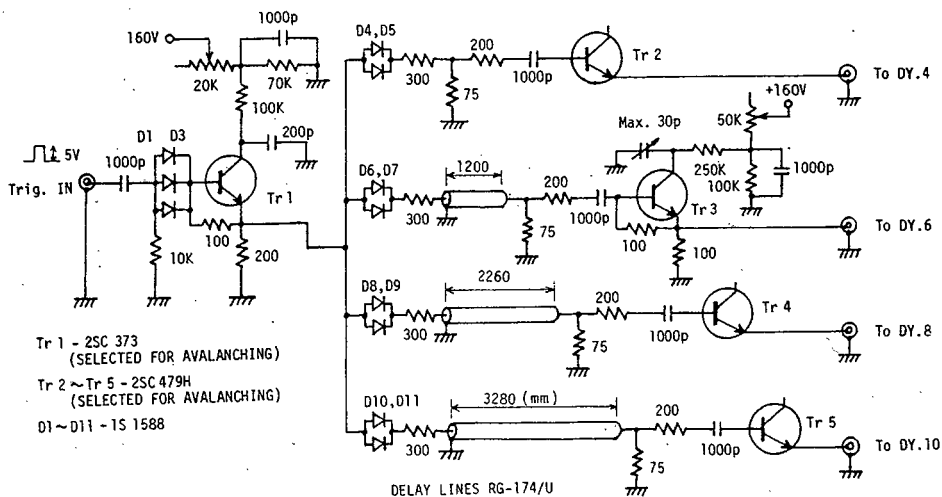 1000p
D4, D5
200
Tr 2
160V
20K
70K
300
1000p
75
To DY.4
100K
+160V
50K
D1 D3
200p
Max. 30p
5V
1000p
D6, D7
1200
200
250K
100K
1000p
Trig. IN
Tr 1
300
1000p
Tr 3
To DY.6
100
75
100
100
10K
200
D8, D9
2260
200
Tr 4
300
1000p
75
To DY.8
Tr 1 - 2SC 373
(SELECTED FOR AVALANCHING)
Tr 2 ~ Tr 5 - 2SC 479H
(SELECTED FOR AVALANCHING)
D1 ~ D11 - 1S 1588
D10, D11
3280 (mm)
200
Tr 5
300
1000p
75
To DY.10
DELAY LINES RG-174/U